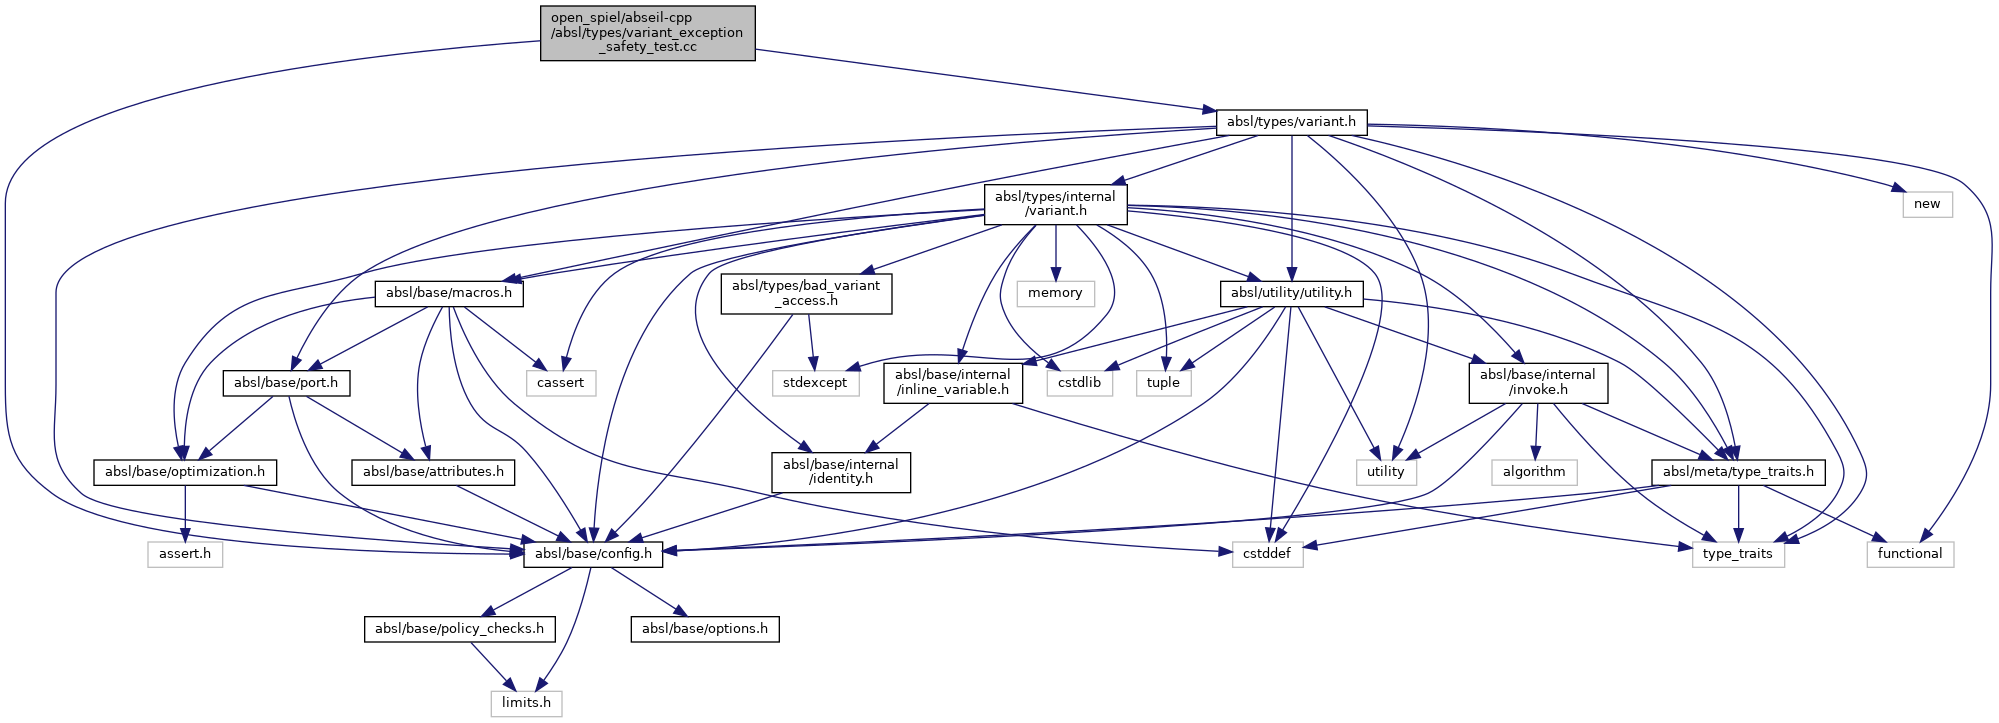 open_spiel/abseil-cpp
/absl/types/variant_exception
_safety_test.cc
absl/types/variant.h
absl/types/internal
/variant.h
new
absl/base/macros.h
absl/types/bad_variant
_access.h
memory
absl/utility/utility.h
absl/base/port.h
cassert
stdexcept
absl/base/internal
/inline_variable.h
cstdlib
tuple
absl/base/internal
/invoke.h
absl/base/optimization.h
absl/base/attributes.h
absl/base/internal
/identity.h
utility
algorithm
absl/meta/type_traits.h
assert.h
absl/base/config.h
cstddef
type_traits
functional
absl/base/policy_checks.h
absl/base/options.h
limits.h